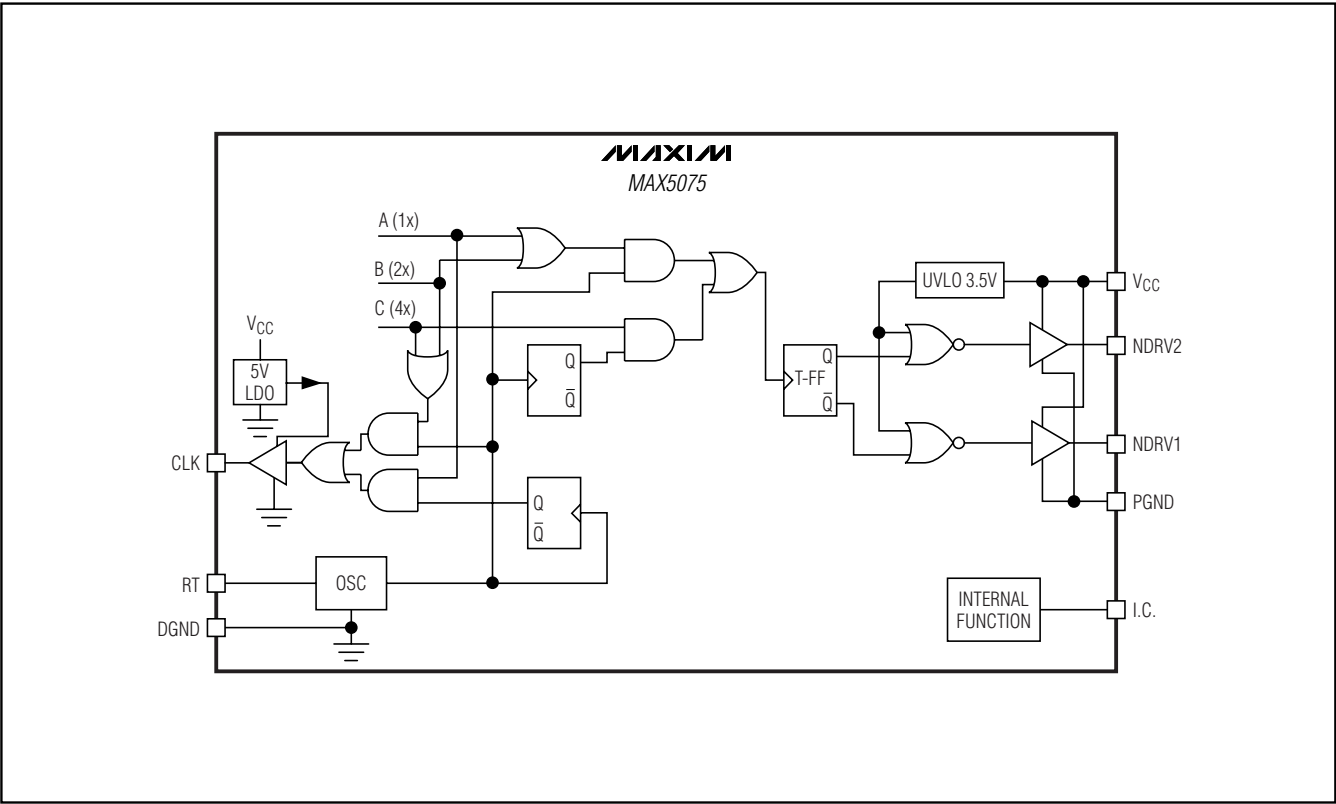 MAXIM
MAX5075
A (1x)
B (2x)
C (4x)
VCC
5V
LDO
CLK
RT
DGND
OSC
Q
Q̅
Q
Q̅
T-FF
Q
Q̅
UVLO 3.5V
VCC
NDRV2
NDRV1
PGND
INTERNAL
FUNCTION
I.C.